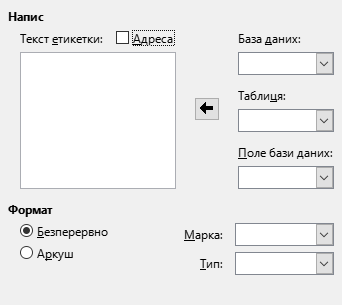 Напис
Текст етикетки: Адреса
База даних:
Таблиця:
Поле бази даних:
Формат
Безперервно
Аркуш
Марка:
Тип: